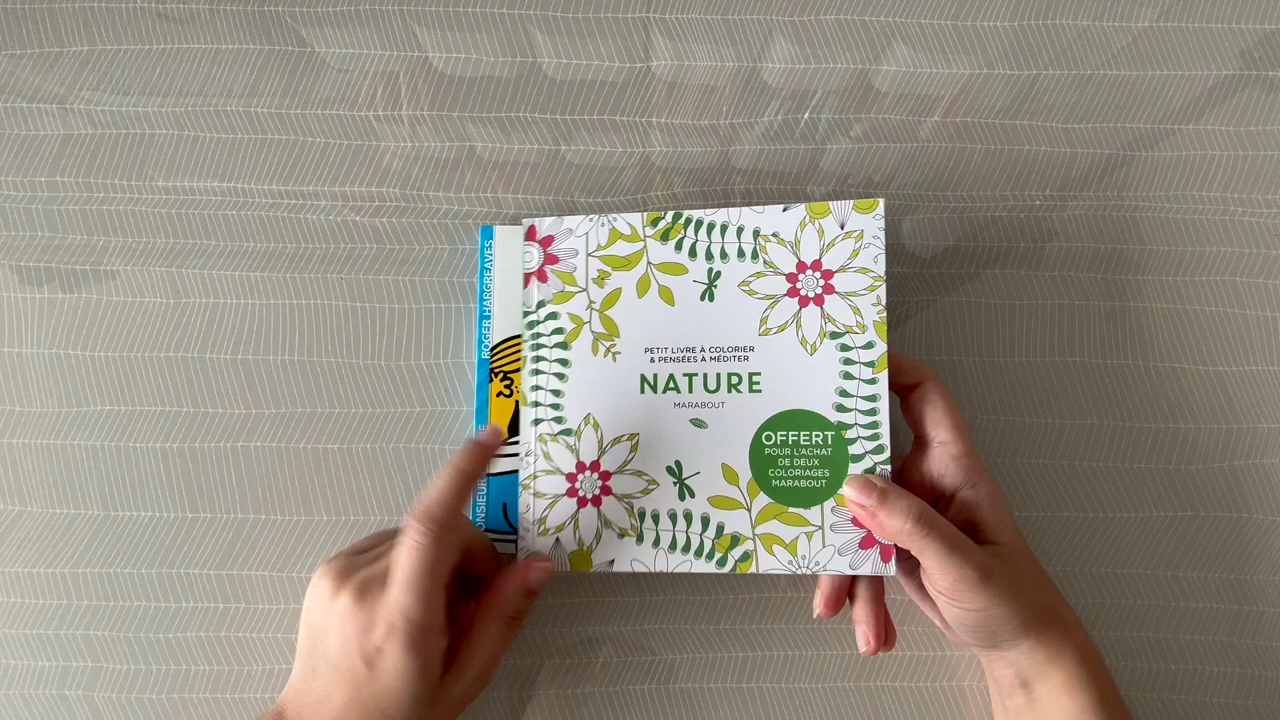 ROGER HARGREAVES
PETIT LIVRE À COLORIER
& PENSÉES À MÉDITER
NATURE
MARABOUT
OFFERT
POUR L'ACHAT
DE DEUX
COLORIAGES
MARABOUT